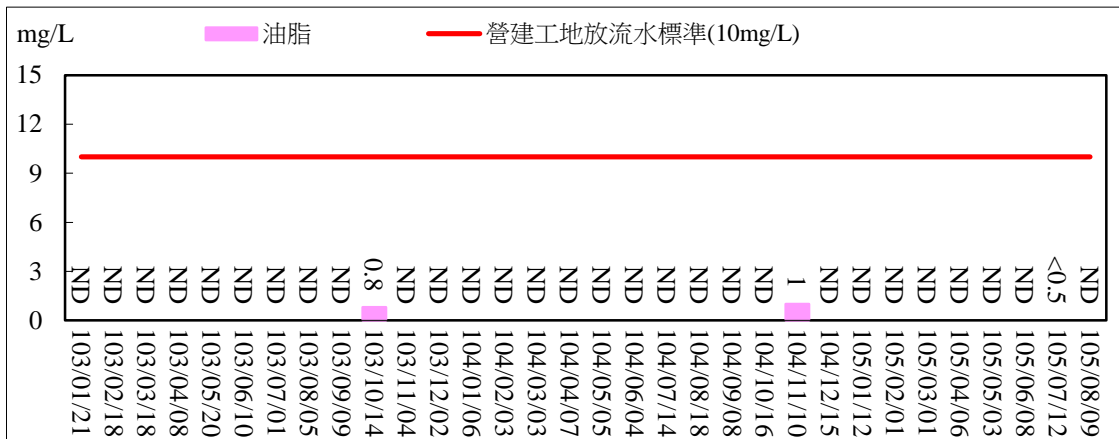 mg/L
油脂
營建工地放流水標準(10mg/L)
15
12
9
6
3
0
ND
ND
ND
ND
ND
ND
ND
ND
ND
0.8
ND
ND
ND
ND
ND
ND
ND
ND
ND
ND
ND
ND
1
ND
ND
ND
ND
ND
ND
ND
<0.5
ND
103/01/21
103/02/18
103/03/18
103/04/08
103/05/20
103/06/10
103/07/01
103/08/05
103/09/09
103/10/14
103/11/04
103/12/02
104/01/06
104/02/03
104/03/03
104/04/07
104/05/05
104/06/04
104/07/14
104/08/18
104/09/08
104/10/16
104/11/10
104/12/15
105/01/12
105/02/01
105/03/01
105/04/06
105/05/03
105/06/08
105/07/12
105/08/09